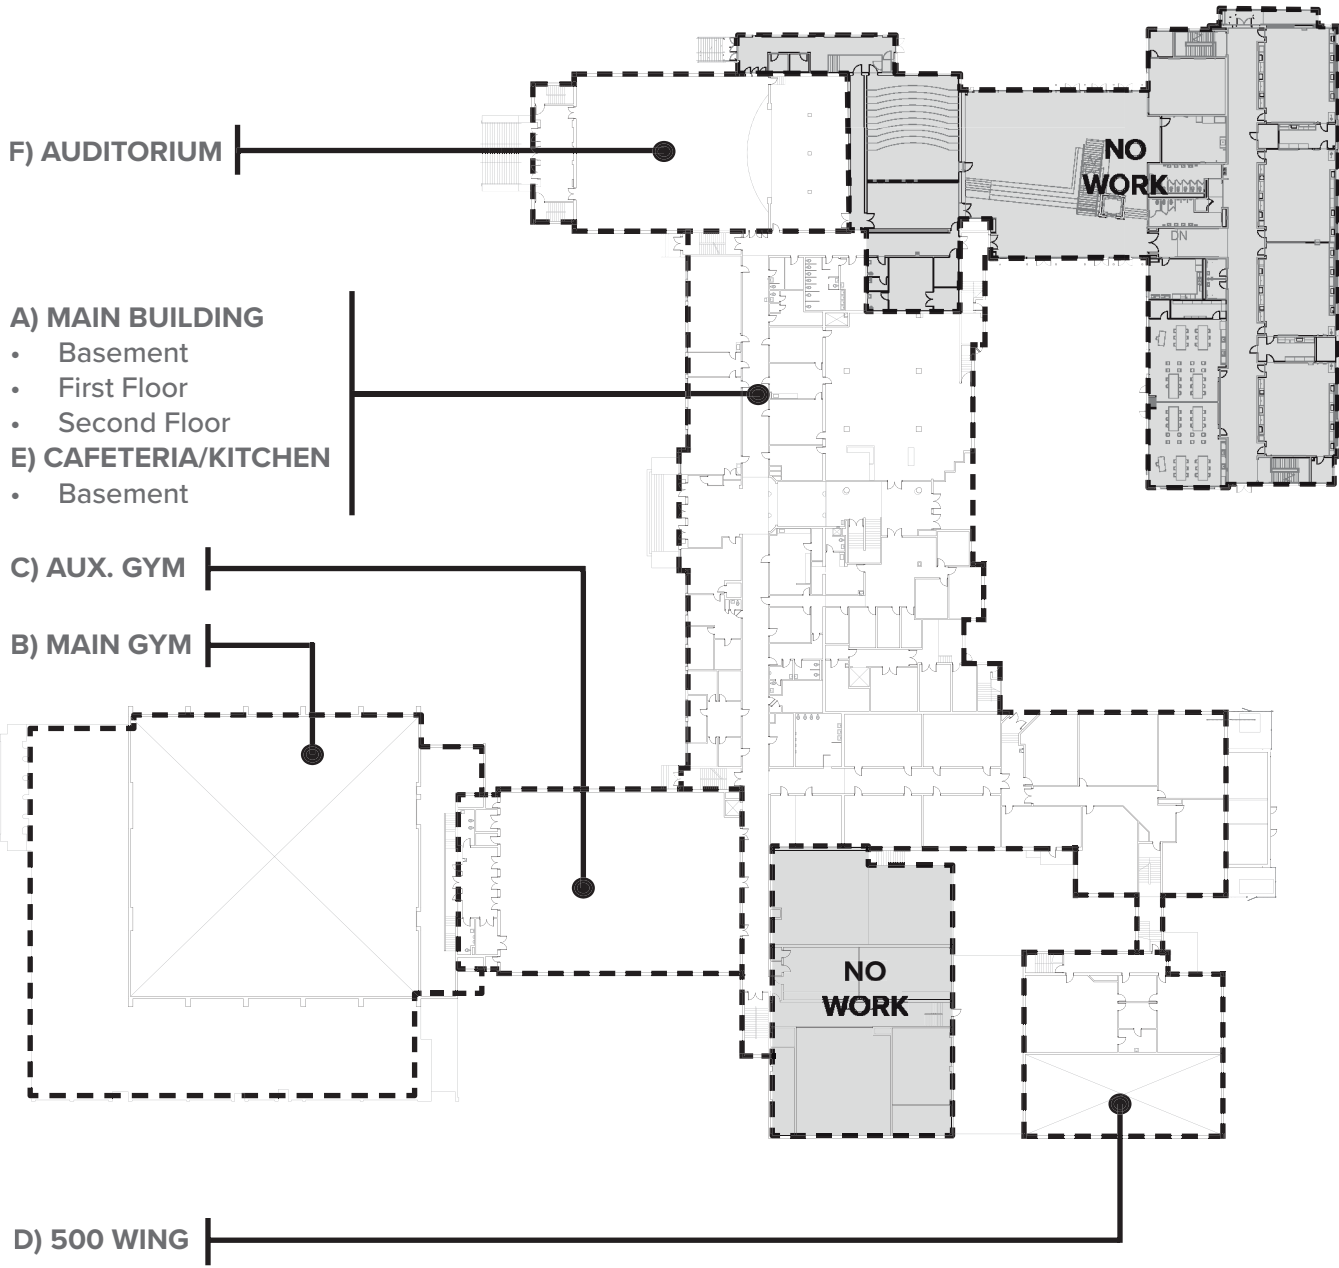 F) AUDITORIUM
NO
WORK
DN
A) MAIN BUILDING
• Basement
• First Floor
• Second Floor
E) CAFETERIA/KITCHEN
• Basement
C) AUX. GYM
B) MAIN GYM
NO
WORK
D) 500 WING